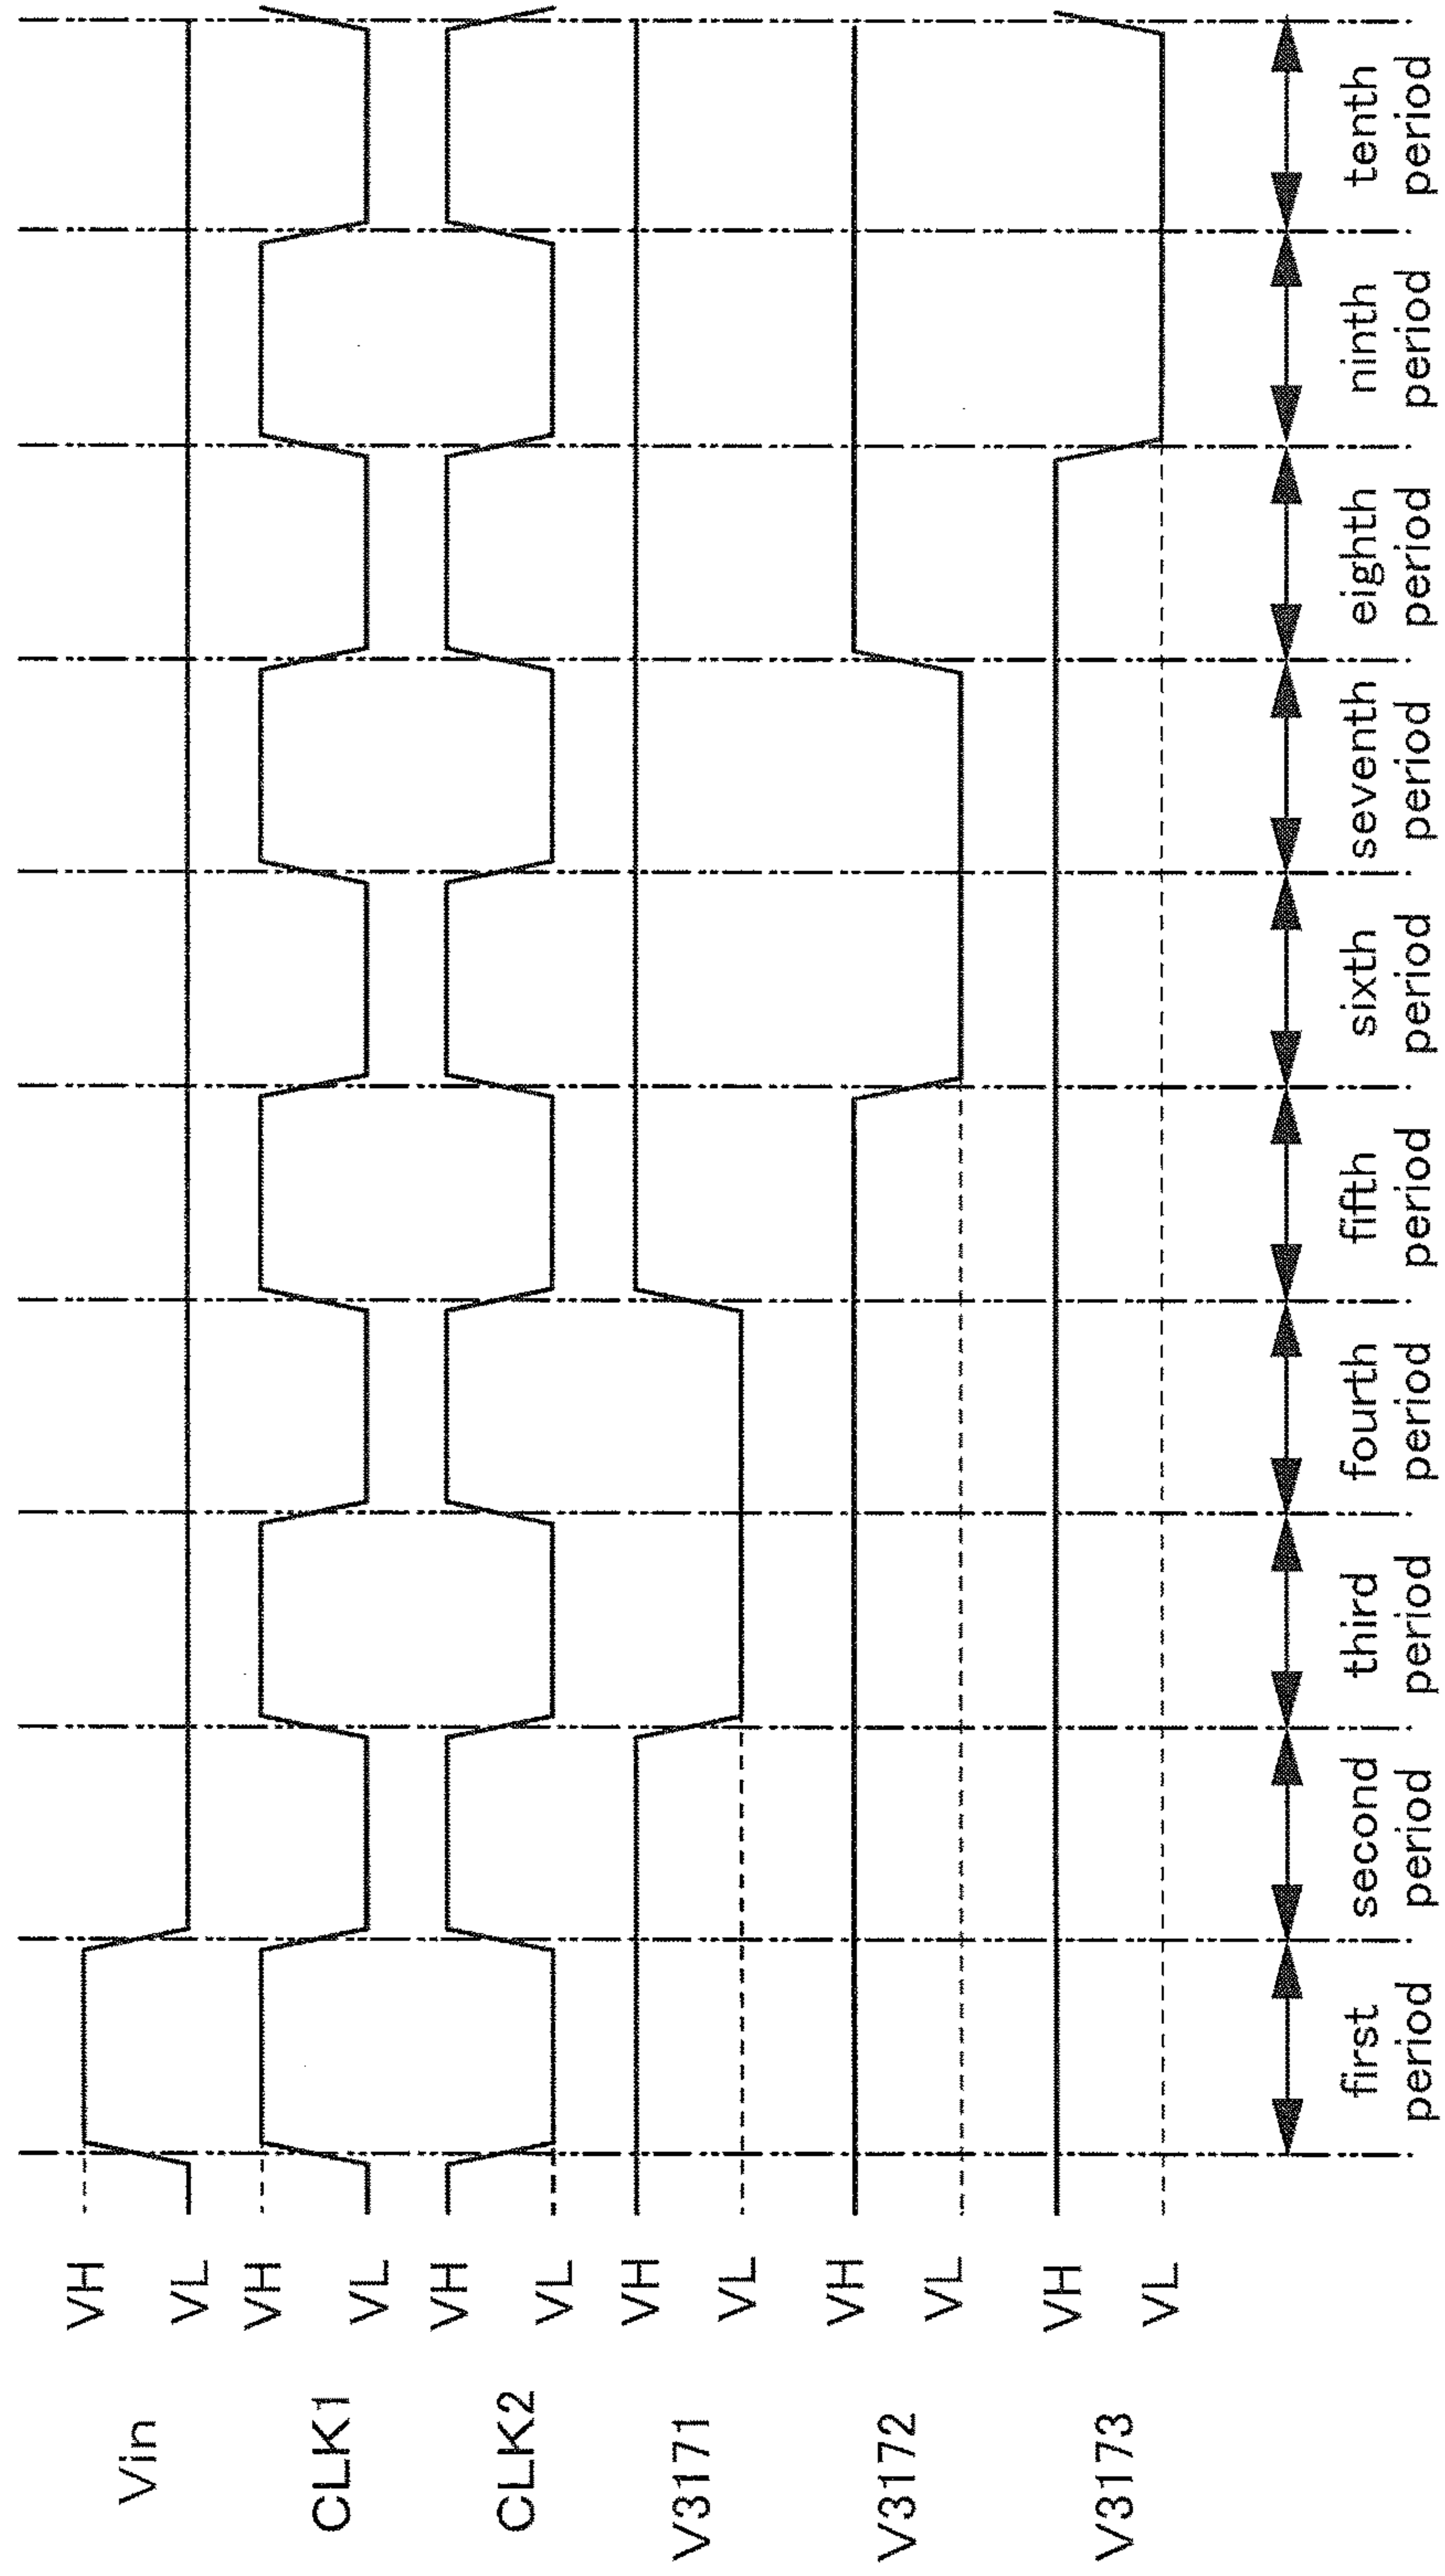 Vin
VH
VL
CLK1
VH
VL
CLK2
VH
VL
V3171
VH
VL
V3172
VH
VL
V3173
VH
VL
first
period
second
period
third
period
fourth
period
fifth
period
sixth
period
seventh
period
eighth
period
ninth
period
tenth
period